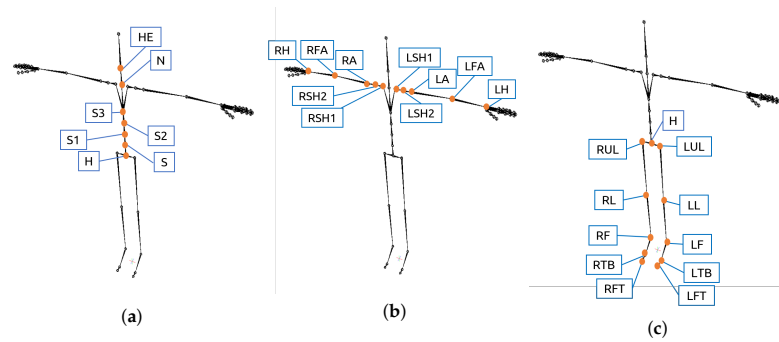 HE
N
S3
S2
S1
S
H
(a)
RH
RFA
RA
LSH1
LA
LFA
LH
RSH2
RSH1
LSH2
(b)
H
RUL
LUL
RL
LL
RF
LF
RTB
LTB
RFT
LFT
(c)